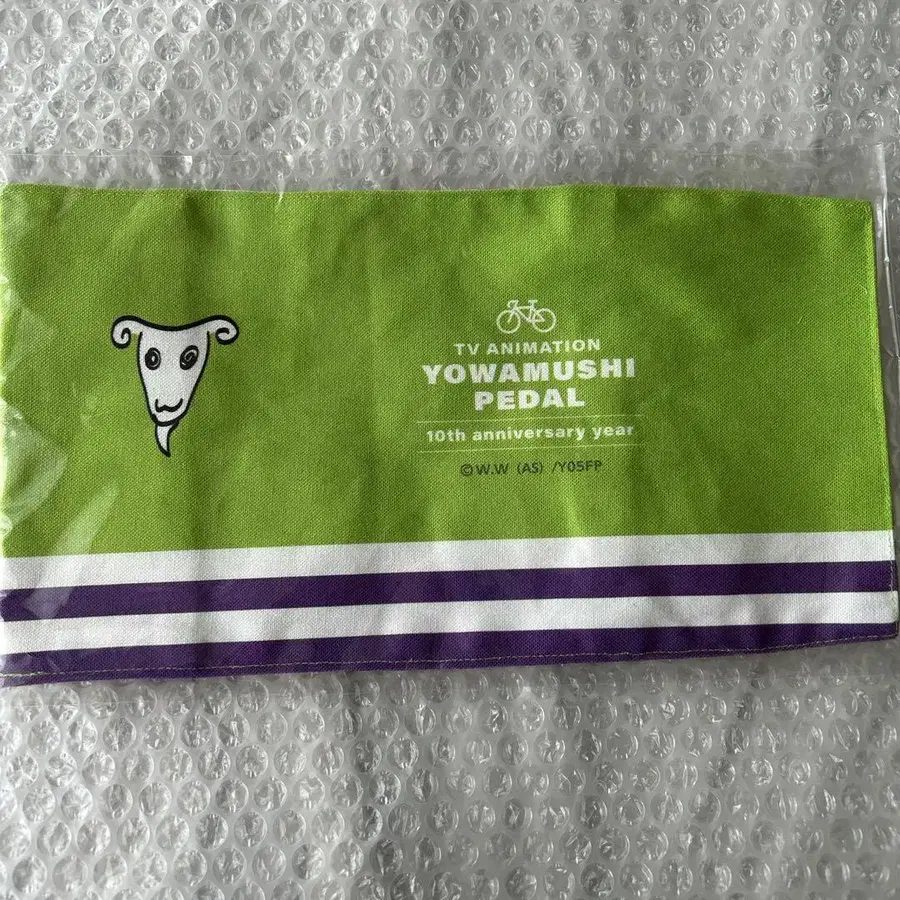 TV ANIMATION
YOWAMUSHI
PEDAL
10th anniversary year
©W.W (AS) /Y05FP